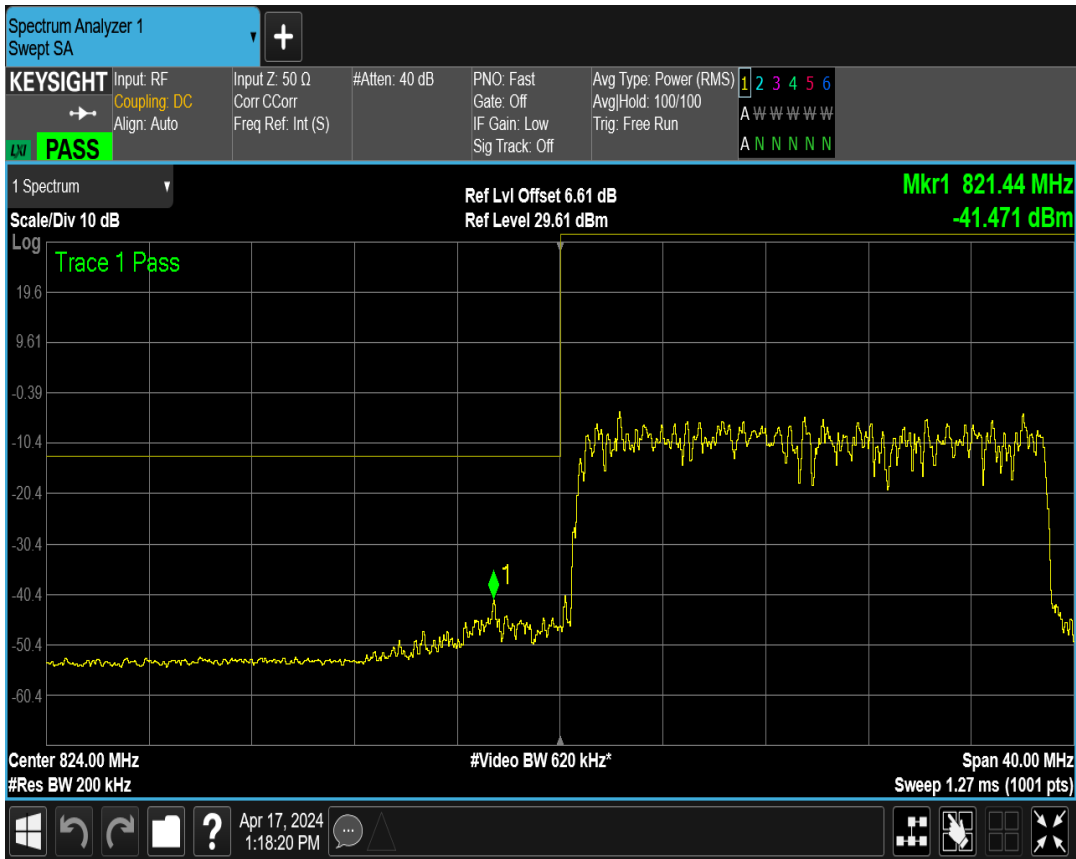 Spectrum Analyzer 1
Swept SA
+
KEYSIGHT
LXI PASS
Input: RF
Coupling: DC
Align: Auto
Input Z: 50 Ω
Corr CCorr
Freq Ref: Int (S)
#Atten: 40 dB
PNO: Fast
Gate: Off
IF Gain: Low
Sig Track: Off
Avg Type: Power (RMS)
Avg|Hold: 100/100
Trig: Free Run
1 2 3 4 5 6
A W W W W W
A N N N N N
1 Spectrum
Scale/Div 10 dB
Ref Lvl Offset 6.61 dB
Ref Level 29.61 dBm
Mkr1 821.44 MHz
-41.471 dBm
Log
Trace 1 Pass
19.6
9.61
-0.39
-10.4
-20.4
-30.4
-40.4
-50.4
-60.4
1
Center 824.00 MHz
#Res BW 200 kHz
#Video BW 620 kHz*
Span 40.00 MHz
Sweep 1.27 ms (1001 pts)
?
Apr 17, 2024
1:18:20 PM